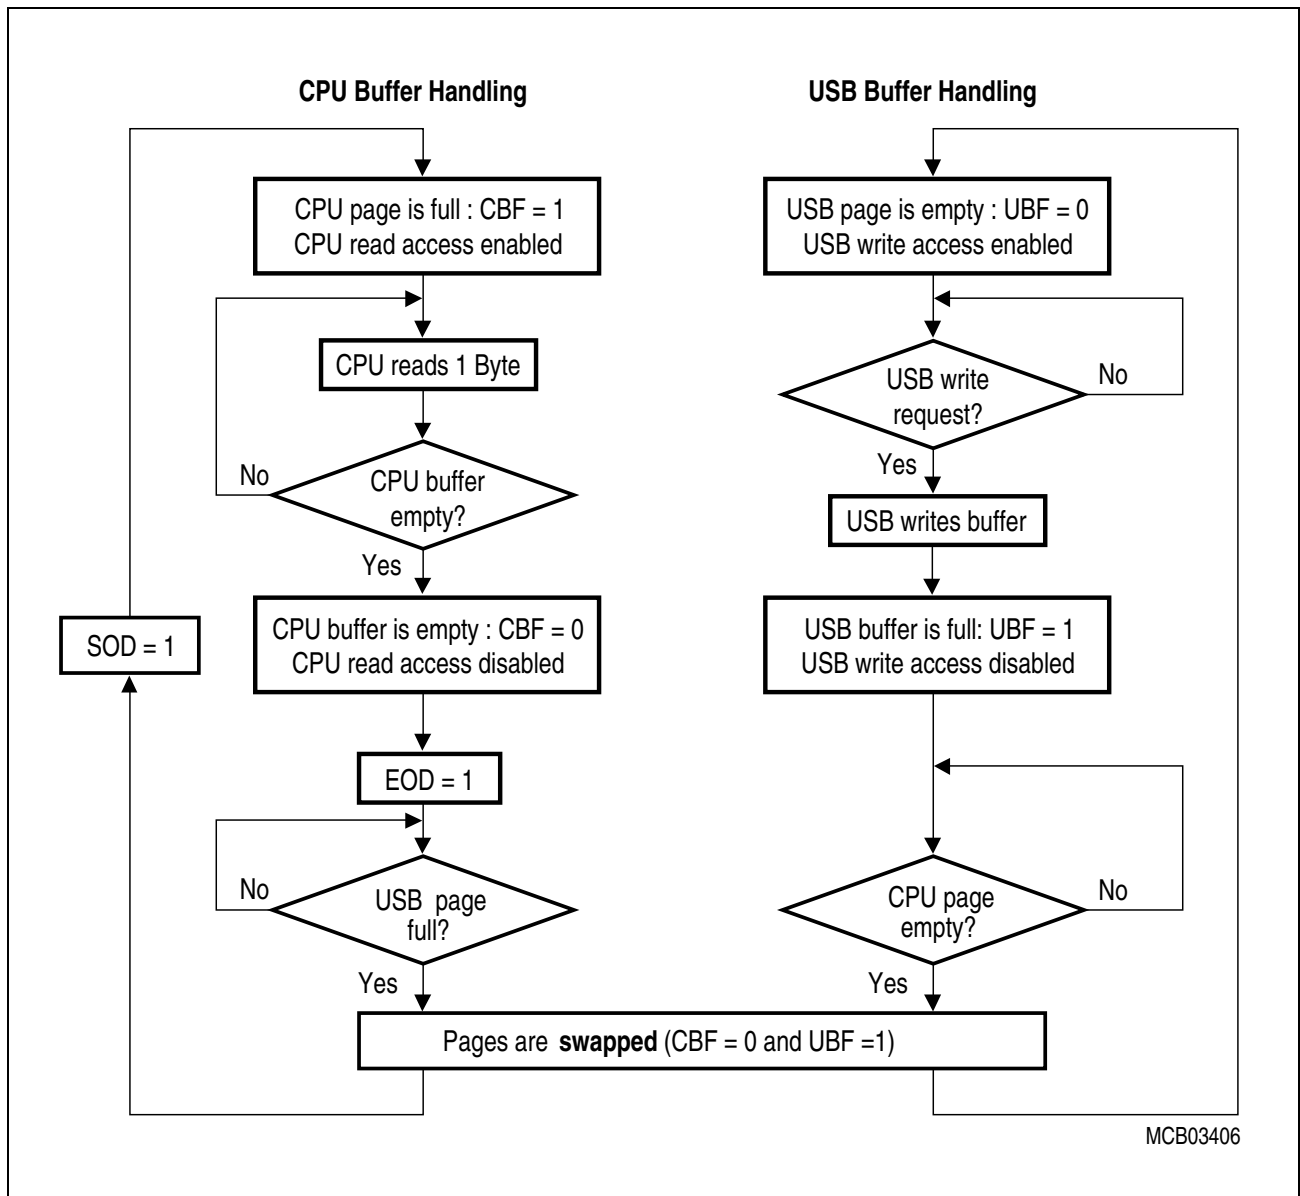 CPU Buffer Handling
CPU page is full : CBF = 1
CPU read access enabled
CPU reads 1 Byte
CPU buffer
empty?
No
Yes
CPU buffer is empty : CBF = 0
CPU read access disabled
SOD = 1
EOD = 1
USB page
full?
No
Yes
USB Buffer Handling
USB page is empty : UBF = 0
USB write access enabled
USB write
request?
No
Yes
USB writes buffer
USB buffer is full: UBF = 1
USB write access disabled
CPU page
empty?
No
Yes
Pages are swapped (CBF = 0 and UBF =1)
MCB03406